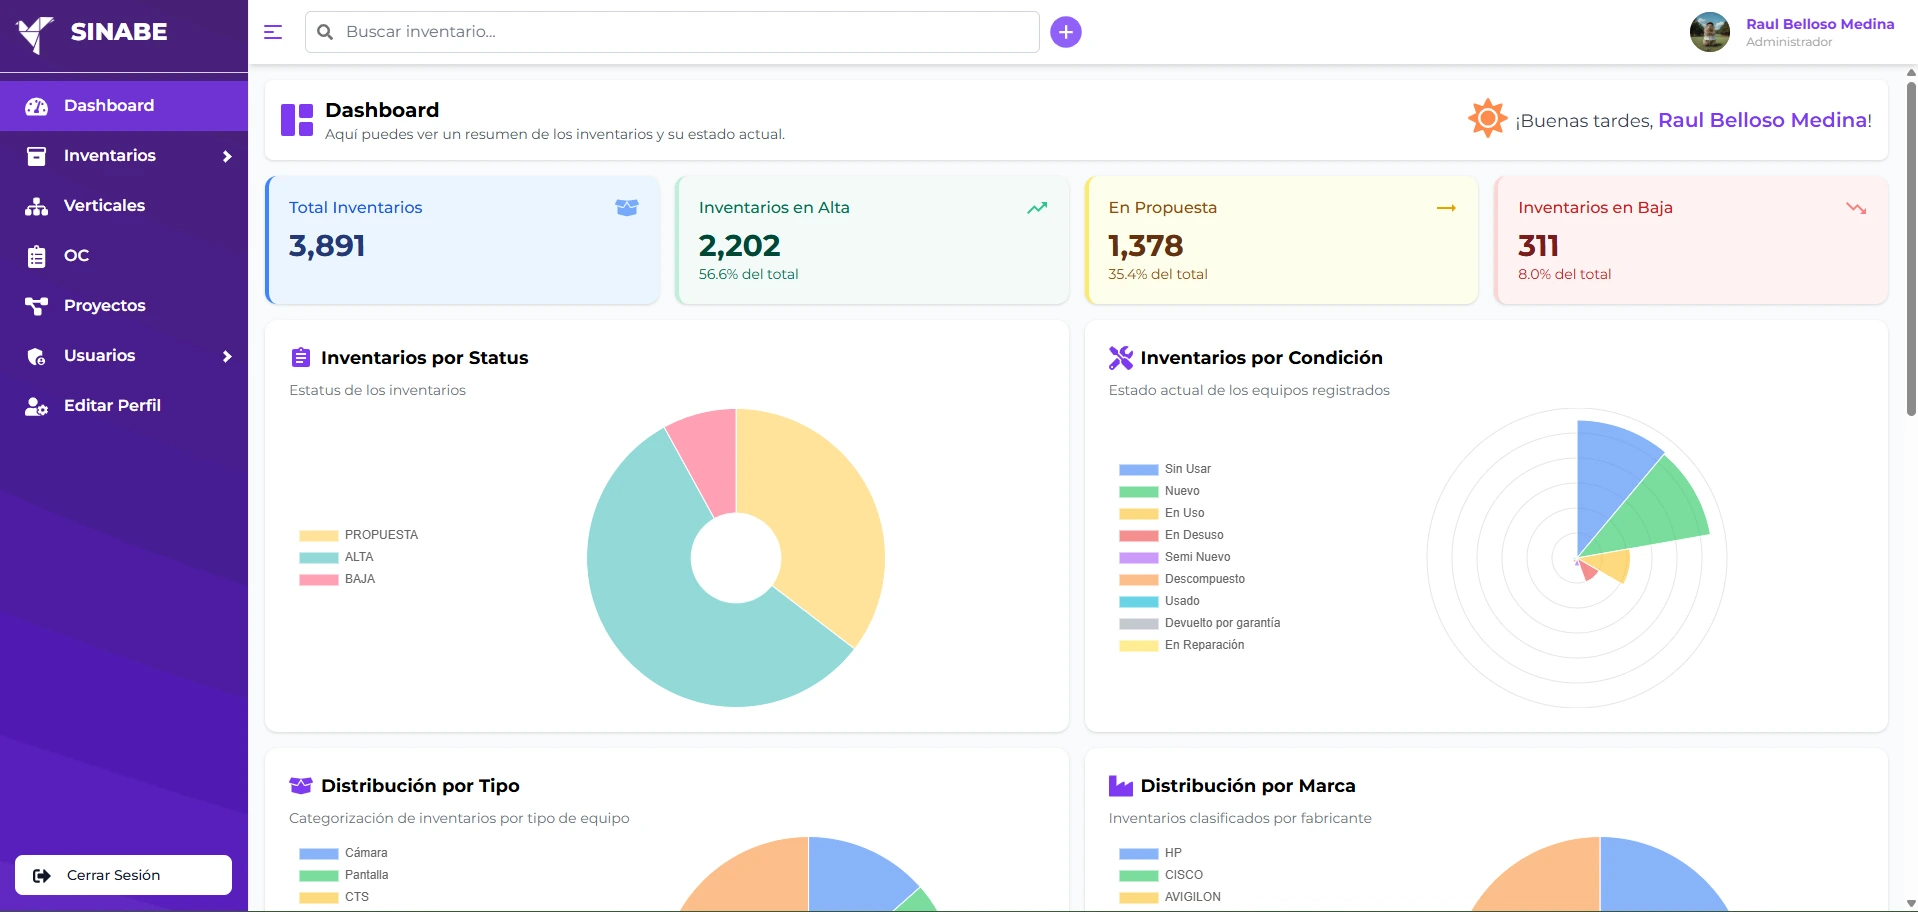 SINABE
Buscar inventario...
Raul Belloso Medina
Administrador
Dashboard
Inventarios
Verticales
OC
Proyectos
Usuarios
Editar Perfil
Cerrar Sesión
Dashboard
Aquí puedes ver un resumen de los inventarios y su estado actual.
¡Buenas tardes, Raul Belloso Medina!
Total Inventarios
3,891
Inventarios en Alta
2,202
56.6% del total
En Propuesta
1,378
35.4% del total
Inventarios en Baja
311
8.0% del total
Inventarios por Status
Estatus de los inventarios
PROPUESTA
ALTA
BAJA
Inventarios por Condición
Estado actual de los equipos registrados
Sin Usar
Nuevo
En Uso
En Desuso
Semi Nuevo
Descompuesto
Usado
Devuelto por garantía
En Reparación
Distribución por Tipo
Categorización de inventarios por tipo de equipo
Cámara
Pantalla
CTS
Distribución por Marca
Inventarios clasificados por fabricante
HP
CISCO
AVIGILON